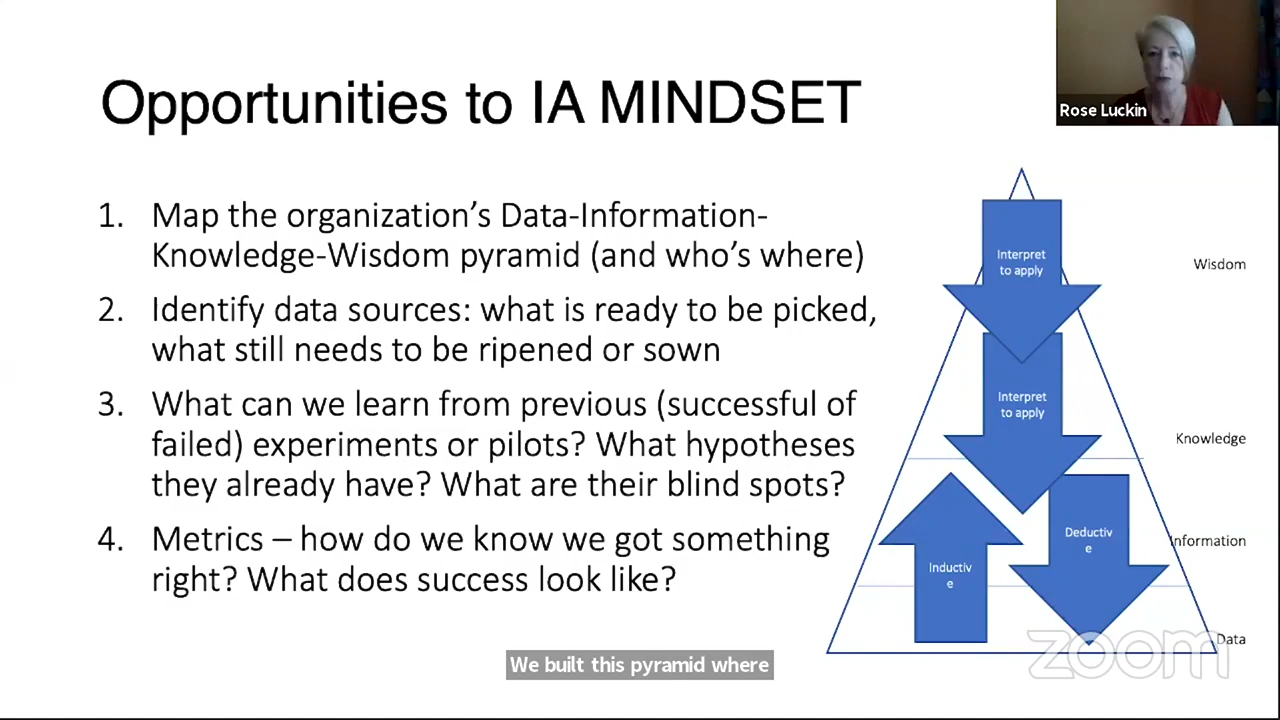 Opportunities to IA MINDSET
Rose Luckin
1. Map the organization's Data-Information-
Knowledge-Wisdom pyramid (and who's where)
2. Identify data sources: what is ready to be picked,
what still needs to be ripened or sown
3. What can we learn from previous (successful of
failed) experiments or pilots? What hypotheses
they already have? What are their blind spots?
4. Metrics – how do we know we got something
right? What does success look like?
Interpret
to apply
Wisdom
Interpret
to apply
Knowledge
Deductiv
e
Information
Inductiv
e
Data
zoom
We built this pyramid where